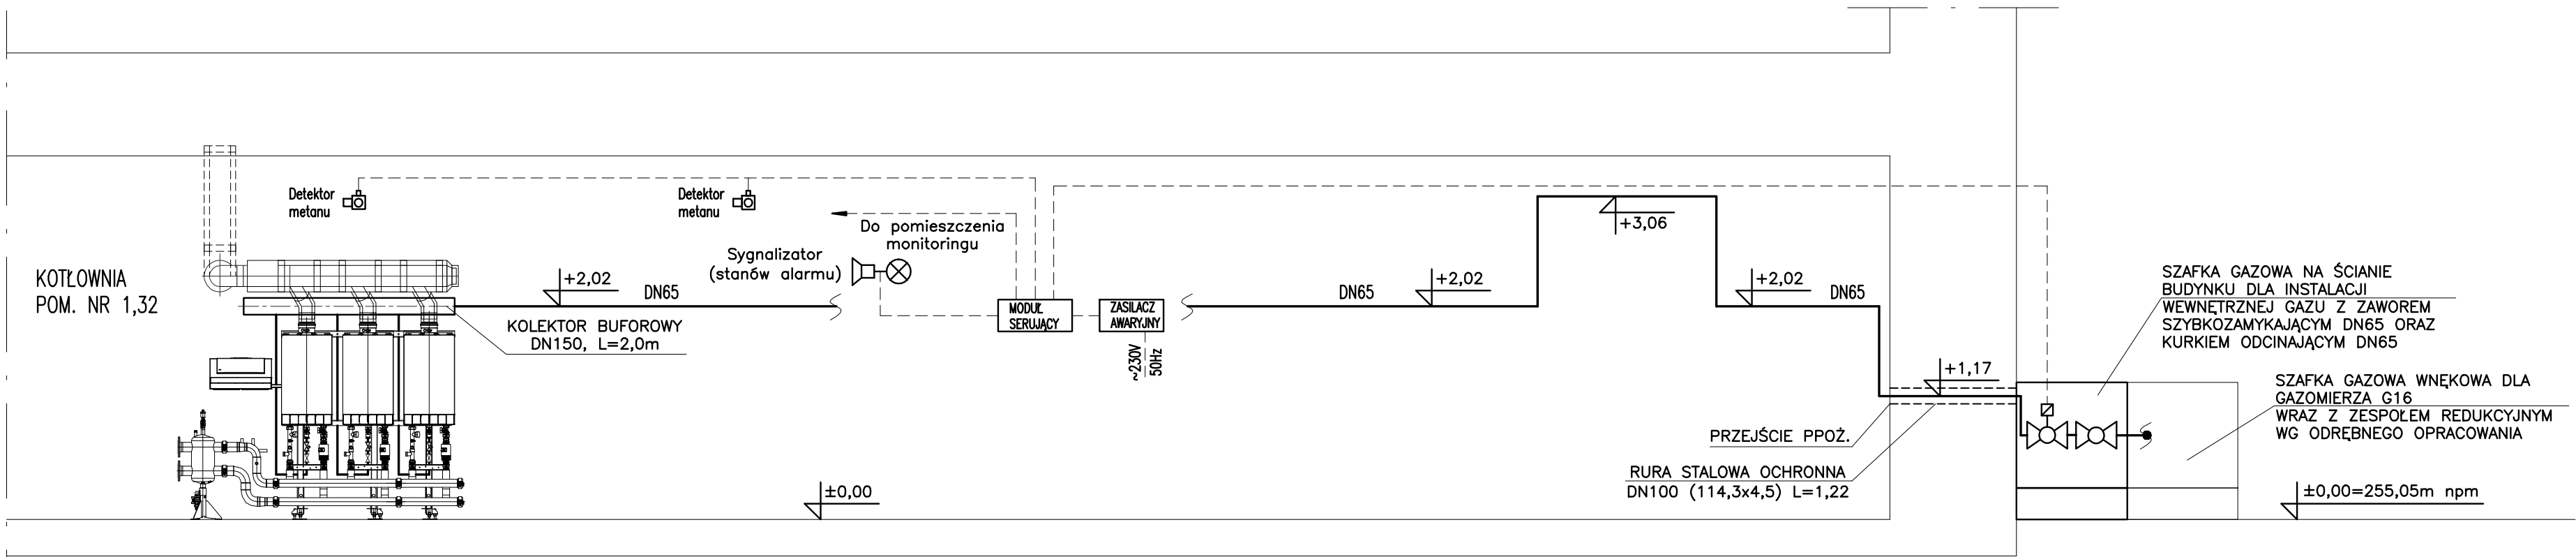 KOTŁOWNIA
POM. NR 1,32
Detektor
metanu
Detektor
metanu
Do pomieszczenia
monitoringu
Sygnalizator
(stanów alarmu)
+2,02
DN65
KOLEKTOR BUFOROWY
DN150, L=2,0m
MODUŁ
SERUJĄCY
ZASILACZ
AWARYJNY
~230V
50Hz
±0,00
DN65
+2,02
+3,06
+2,02
DN65
+1,17
PRZEJŚCIE PPOŻ.
RURA STALOWA OCHRONNA
DN100 (114,3x4,5) L=1,22
SZAFKA GAZOWA NA ŚCIANIE
BUDYNKU DLA INSTALACJI
WEWNĘTRZNEJ GAZU Z ZAWOREM
SZYBKOZAMYKAJĄCYM DN65 ORAZ
KURKIEM ODCINAJĄCYM DN65
SZAFKA GAZOWA WNĘKOWA DLA
GAZOMIERZA G16
WRAZ Z ZESPOŁEM REDUKCYJNYM
WG ODRĘBNEGO OPRACOWANIA
±0,00=255,05m npm